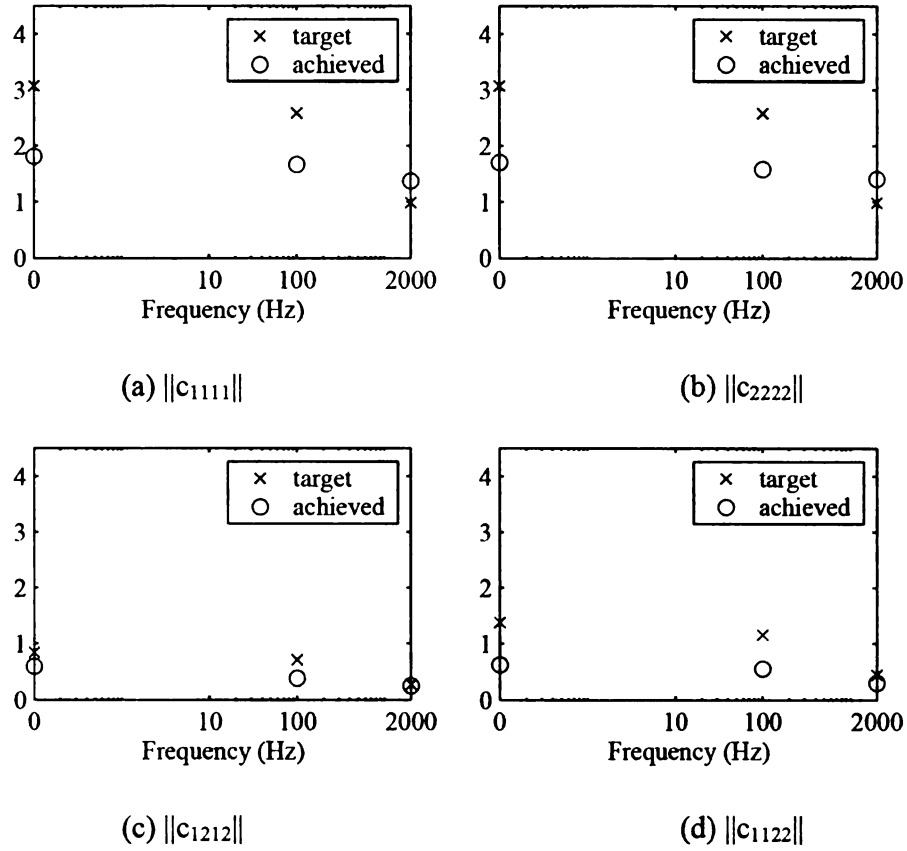 4
3
2
1
0
× target
○ achieved
0 10 100 2000
Frequency (Hz)
(a) ||c₁₁₁₁||
4
3
2
1
0
× target
○ achieved
0 10 100 2000
Frequency (Hz)
(b) ||c₂₂₂₂||
4
3
2
1
0
× target
○ achieved
0 10 100 2000
Frequency (Hz)
(c) ||c₁₂₁₂||
4
3
2
1
0
× target
○ achieved
0 10 100 2000
Frequency (Hz)
(d) ||c₁₁₂₂||